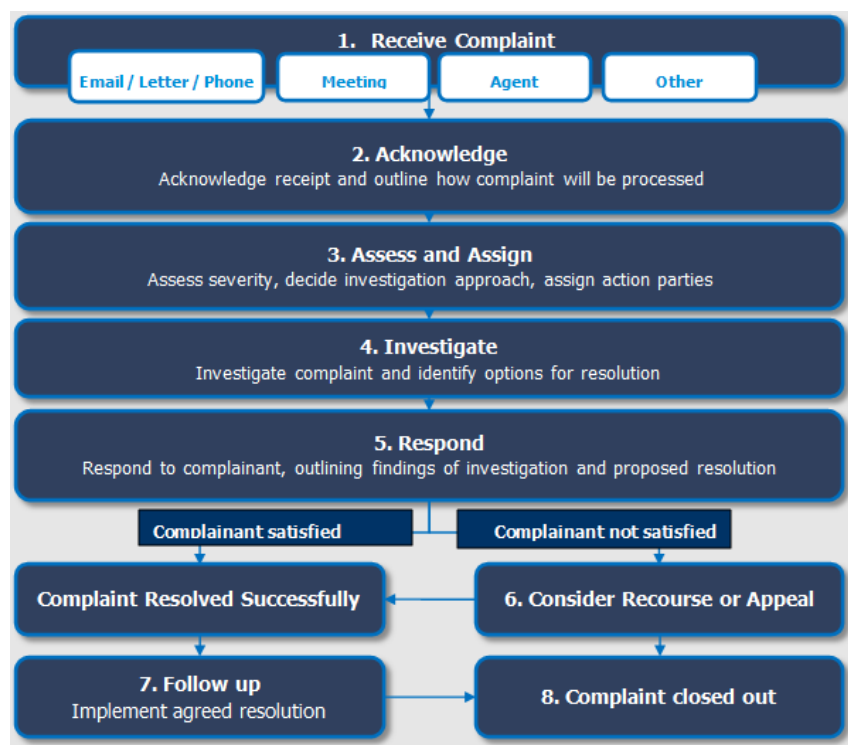 1. Receive Complaint
Email / Letter / Phone
Meeting
Agent
Other
2. Acknowledge
Acknowledge receipt and outline how complaint will be processed
3. Assess and Assign
Assess severity, decide investigation approach, assign action parties
4. Investigate
Investigate complaint and identify options for resolution
5. Respond
Respond to complainant, outlining findings of investigation and proposed resolution
Complainant satisfied
Complainant not satisfied
Complaint Resolved Successfully
6. Consider Recourse or Appeal
7. Follow up
Implement agreed resolution
8. Complaint closed out